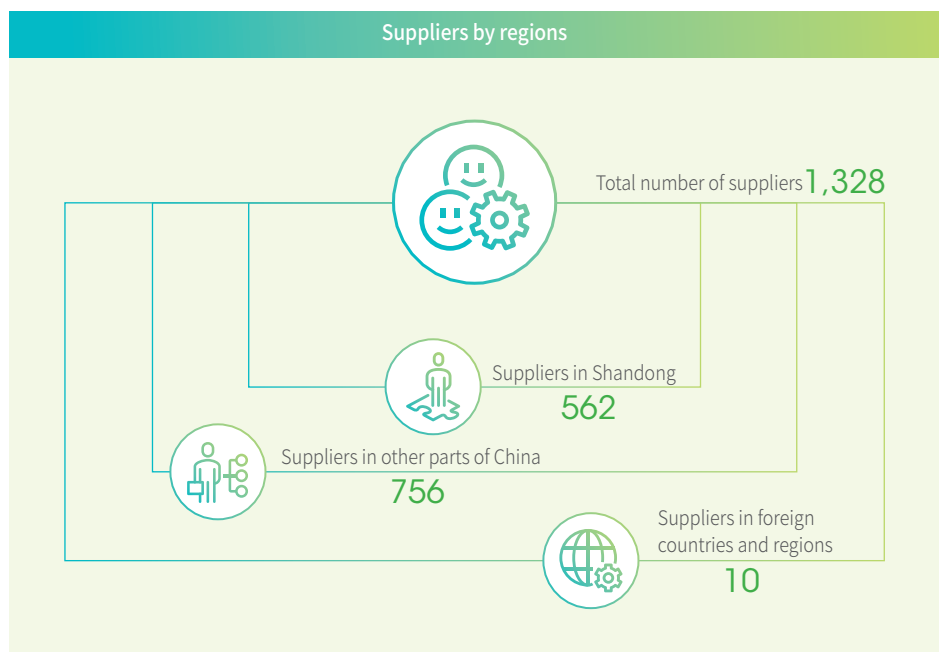 Suppliers by regions
Total number of suppliers 1,328
Suppliers in Shandong
562
Suppliers in other parts of China
756
Suppliers in foreign
countries and regions
10